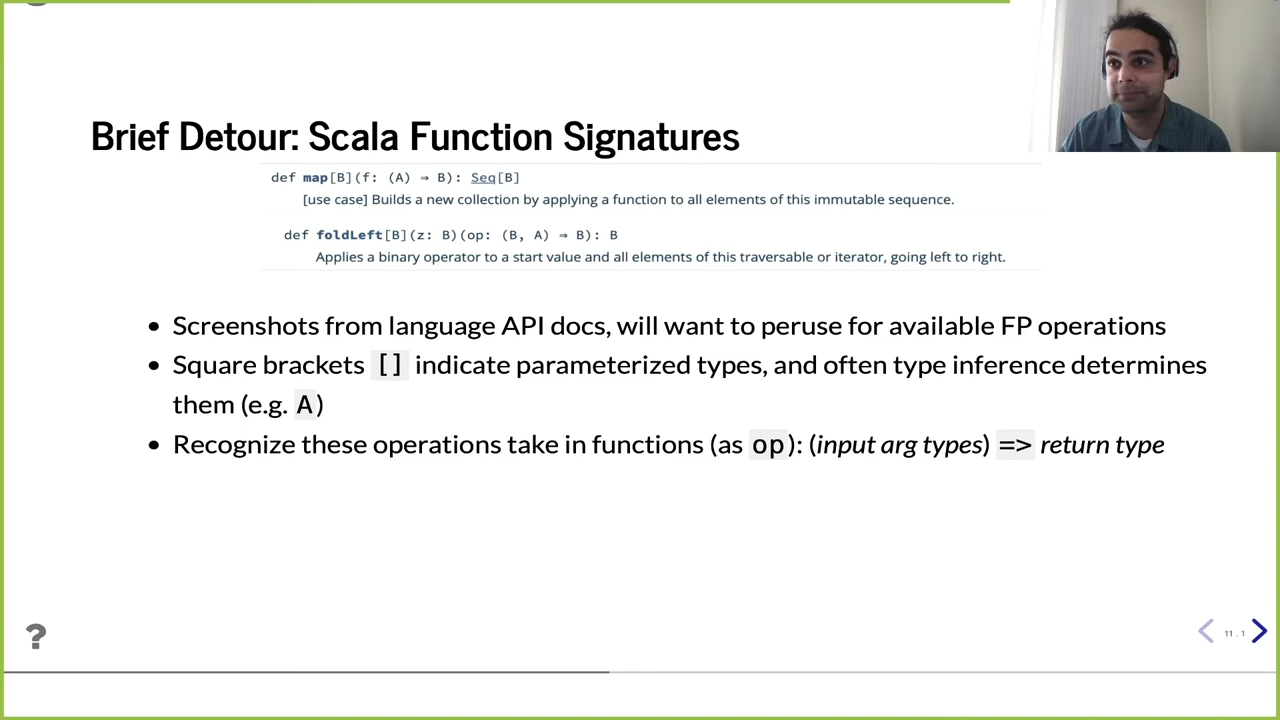 Brief Detour: Scala Function Signatures
def map[B](f: (A) ⇒ B): Seq[B]
[use case] Builds a new collection by applying a function to all elements of this immutable sequence.
def foldLeft[B](z: B)(op: (B, A) ⇒ B): B
Applies a binary operator to a start value and all elements of this traversable or iterator, going left to right.
• Screenshots from language API docs, will want to peruse for available FP operations
• Square brackets [] indicate parameterized types, and often type inference determines
them (e.g. A)
• Recognize these operations take in functions (as op): (input arg types) => return type
?
11 . 1